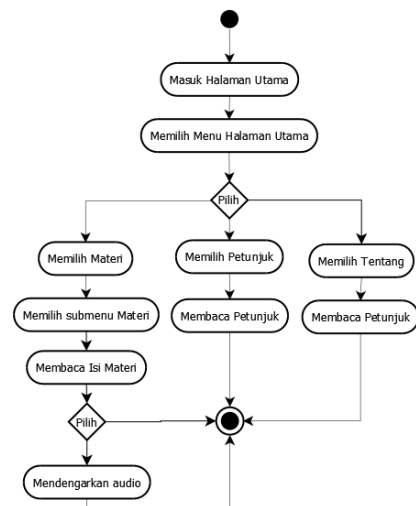 Masuk Halaman Utama
Memilih Menu Halaman Utama
Pilih
Memilih Materi
Memilih Petunjuk
Memilih Tentang
Memilih submenu Materi
Membaca Petunjuk
Membaca Petunjuk
Membaca Isi Materi
Pilih
Mendengarkan audio